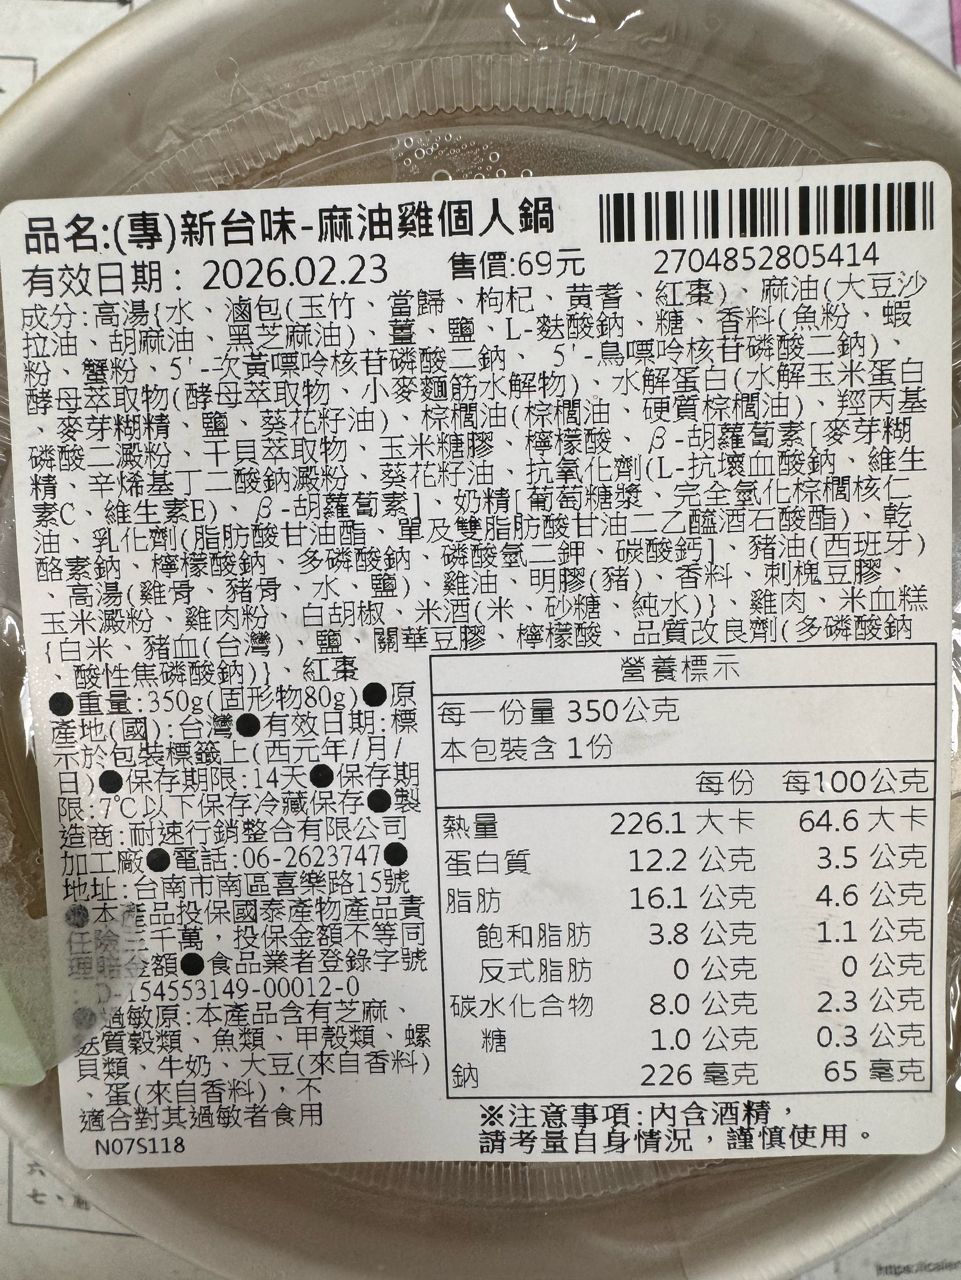 品名:(專)新台味-麻油雞個人鍋
有效日期: 2026.02.23 售價:69元
2704852805414
成分:高湯{水、滷包(玉竹、當歸、枸杞、黃耆、紅棗)、麻油(大豆沙
拉油、胡麻油、黑芝麻油)、薑、鹽、L-麩酸鈉、糖、香料(魚粉、蝦
粉、蟹粉、5'-次黃嘌呤核苷磷酸二鈉、5'-鳥嘌呤核苷磷酸二鈉)、
酵母萃取物(酵母萃取物、小麥麵筋水解物)、水解蛋白(水解玉米蛋白
、麥芽糊精、鹽、葵花籽油)、棕櫚油(棕櫚油、硬質棕櫚油)、羥丙基
磷酸二澱粉、干貝萃取物、玉米糖膠、檸檬酸、β-胡蘿蔔素[麥芽糊
精、辛烯基丁二酸鈉澱粉、葵花籽油、抗氧化劑(L-抗壞血酸鈉、維生
素C、維生素E)、β-胡蘿蔔素]、奶精[葡萄糖漿、完全氫化棕櫚核仁
油、乳化劑(脂肪酸甘油酯、單及雙脂肪酸甘油二乙醯酒石酸酯)、乾
酪素鈉、檸檬酸鈉、多磷酸鈉、磷酸氫二鉀、碳酸鈣]、豬油(西班牙)
、高湯(雞骨、豬骨、水、鹽)、雞油、明膠(豬)、香料、刺槐豆膠、
玉米澱粉、雞肉粉、白胡椒、米酒(米、砂糖、純水)}、雞肉、米血糕
{白米、豬血(台灣)、鹽、關華豆膠、檸檬酸、品質改良劑(多磷酸鈉
、酸性焦磷酸鈉)}、紅棗
●重量:350g(固形物80g)●原
產地(國):台灣●有效日期:標
示於包裝標籤上(西元年/月/
日)●保存期限:14天●保存期
限:7℃以下保存冷藏保存●製
造商:耐速行銷整合有限公司
加工廠●電話:06-2623747●
地址:台南市南區喜樂路15號
●本產品投保國泰產物產品責
任險三千萬，投保金額不等同
理賠金額●食品業者登錄字號
:D-154553149-00012-0
●過敏原:本產品含有芝麻、
麩質穀類、魚類、甲殼類、螺
貝類、牛奶、大豆(來自香料)
、蛋(來自香料)，不
適合對其過敏者食用
N07S118
營養標示
每一份量 350公克
本包裝含 1份
每份 每100公克
熱量 226.1 大卡 64.6 大卡
蛋白質 12.2 公克 3.5 公克
脂肪 16.1 公克 4.6 公克
飽和脂肪 3.8 公克 1.1 公克
反式脂肪 0 公克 0 公克
碳水化合物 8.0 公克 2.3 公克
糖 1.0 公克 0.3 公克
鈉 226 毫克 65 毫克
※注意事項:內含酒精，
請考量自身情況，謹慎使用。
六
七、